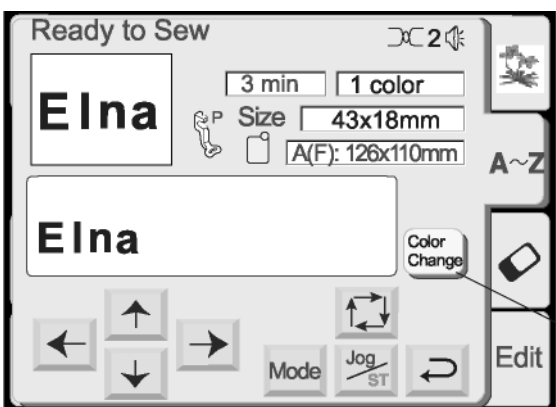 Ready to Sew
2
Elna
3 min
1 color
P
Size
43x18mm
A(F): 126x110mm
A~Z
Elna
Color
Change
Mode
Jog
ST
Edit